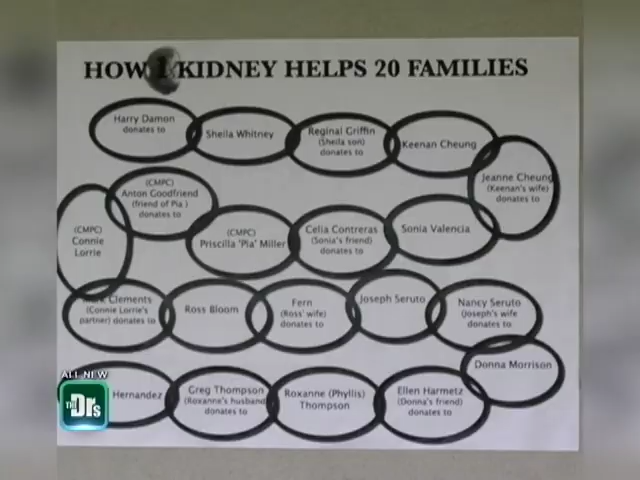 HOW 1 KIDNEY HELPS 20 FAMILIES
Harry Damon
donates to
Sheila Whitney
Reginal Griffin
(Sheila son)
donates to
Keenan Cheung
Jeanne Cheung
(Keenan's wife)
donates to
Sonia Valencia
Celia Contreras
(Sonia's friend)
donates to
(CMPC)
Priscilla 'Pia' Miller
(CMPC)
Anton Goodfriend
(friend of Pia )
donates to
(CMPC)
Connie
Lorrie
Clements
(Connie Lorrie's
partner) donates to
Ross Bloom
Fern
(Ross' wife)
donates to
Joseph Seruto
Nancy Seruto
(Joseph's wife
donates to
Donna Morrison
Ellen Harmetz
(Donna's friend)
donates to
Roxanne (Phyllis)
Thompson
Greg Thompson
(Roxanna's husband
donates to
Hernandez
ALL NEW
THE Drs